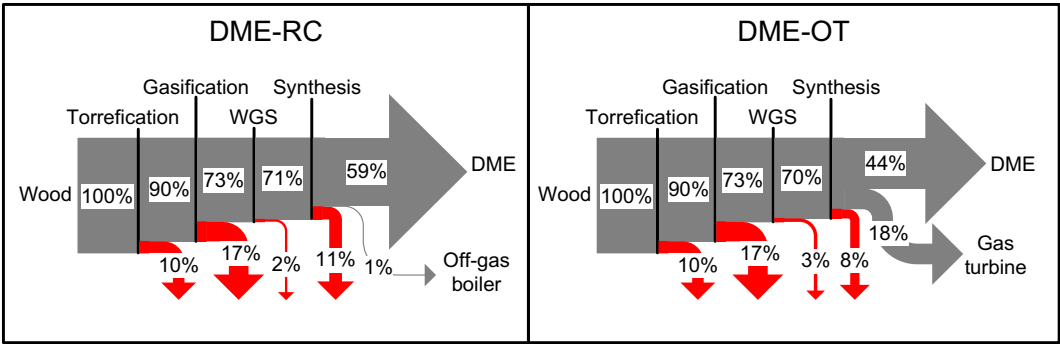 DME-RC
Gasification Synthesis
Torrefication WGS
Wood 100% 90% 73% 71% 59% DME
10% 17% 2% 11% 1% Off-gas
boiler
DME-OT
Gasification Synthesis
Torrefication WGS
Wood 100% 90% 73% 70% 44% DME
18% Gas
turbine
10% 17% 3% 8%